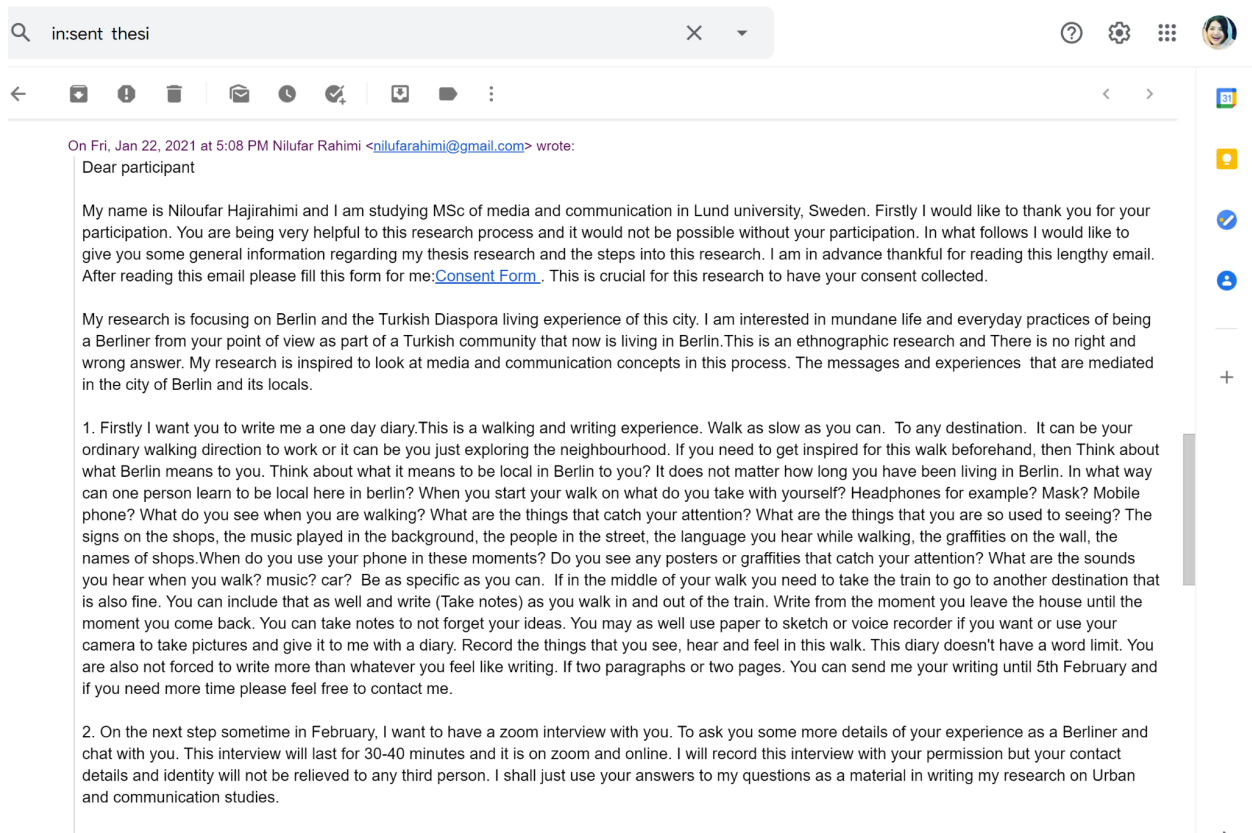 in:sent thesi
On Fri, Jan 22, 2021 at 5:08 PM Nilufar Rahimi <nilufarahimi@gmail.com> wrote:
Dear participant
My name is Niloufar Hajirahimi and I am studying MSc of media and communication in Lund university, Sweden. Firstly I would like to thank you for your
participation. You are being very helpful to this research process and it would not be possible without your participation. In what follows I would like to
give you some general information regarding my thesis research and the steps into this research. I am in advance thankful for reading this lengthy email.
After reading this email please fill this form for me:Consent Form . This is crucial for this research to have your consent collected.
My research is focusing on Berlin and the Turkish Diaspora living experience of this city. I am interested in mundane life and everyday practices of being
a Berliner from your point of view as part of a Turkish community that now is living in Berlin.This is an ethnographic research and There is no right and
wrong answer. My research is inspired to look at media and communication concepts in this process. The messages and experiences  that are mediated
in the city of Berlin and its locals.
1. Firstly I want you to write me a one day diary.This is a walking and writing experience. Walk as slow as you can.  To any destination.  It can be your
ordinary walking direction to work or it can be you just exploring the neighbourhood. If you need to get inspired for this walk beforehand, then Think about
what Berlin means to you. Think about what it means to be local in Berlin to you? It does not matter how long you have been living in Berlin. In what way
can one person learn to be local here in berlin? When you start your walk on what do you take with yourself? Headphones for example? Mask? Mobile
phone? What do you see when you are walking? What are the things that catch your attention? What are the things that you are so used to seeing? The
signs on the shops, the music played in the background, the people in the street, the language you hear while walking, the graffities on the wall, the
names of shops.When do you use your phone in these moments? Do you see any posters or graffities that catch your attention? What are the sounds
you hear when you walk? music? car?  Be as specific as you can.  If in the middle of your walk you need to take the train to go to another destination that
is also fine. You can include that as well and write (Take notes) as you walk in and out of the train. Write from the moment you leave the house until the
moment you come back. You can take notes to not forget your ideas. You may as well use paper to sketch or voice recorder if you want or use your
camera to take pictures and give it to me with a diary. Record the things that you see, hear and feel in this walk. This diary doesn't have a word limit. You
are also not forced to write more than whatever you feel like writing. If two paragraphs or two pages. You can send me your writing until 5th February and
if you need more time please feel free to contact me.
2. On the next step sometime in February, I want to have a zoom interview with you. To ask you some more details of your experience as a Berliner and
chat with you. This interview will last for 30-40 minutes and it is on zoom and online. I will record this interview with your permission but your contact
details and identity will not be relieved to any third person. I shall just use your answers to my questions as a material in writing my research on Urban
and communication studies.
31